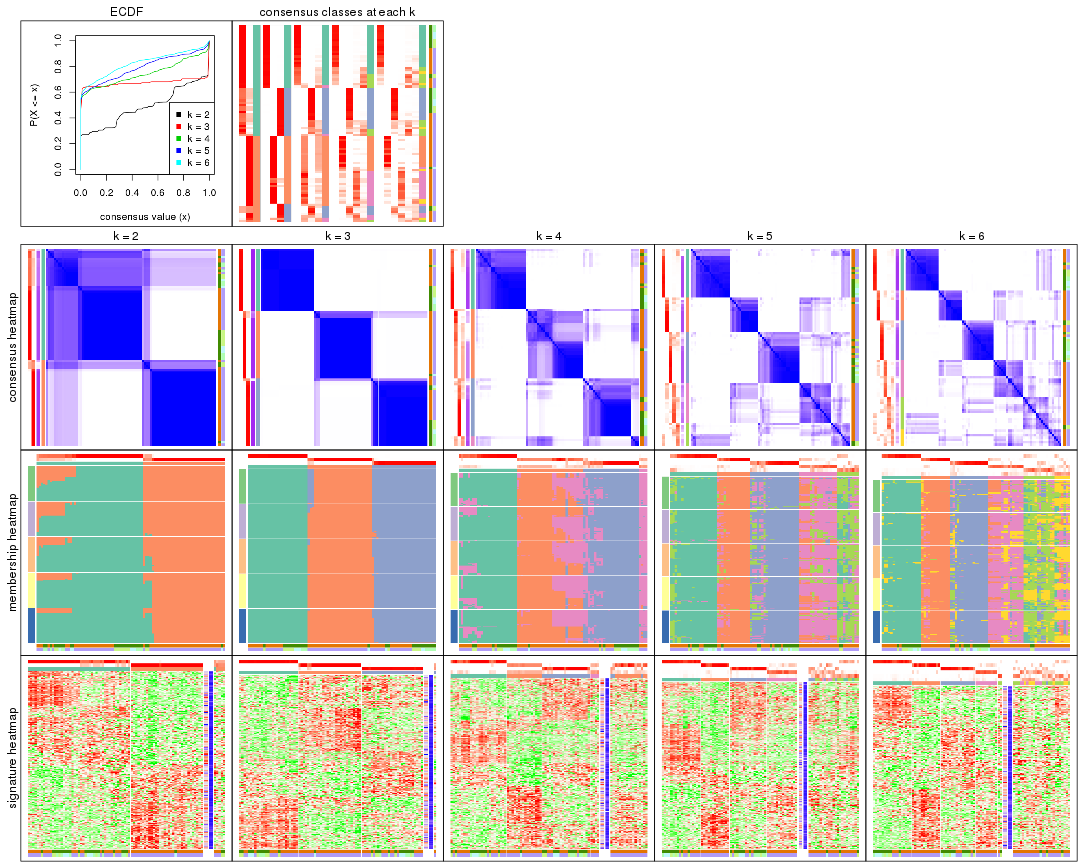 ECDF
consensus classes at each k
P(X <= x)
0.0 0.2 0.4 0.6 0.8 1.0
k = 2
k = 3
k = 4
k = 5
k = 6
0.0 0.2 0.4 0.6 0.8 1.0
consensus value (x)
k = 2 k = 3 k = 4 k = 5 k = 6
consensus heatmap
membership heatmap
signature heatmap